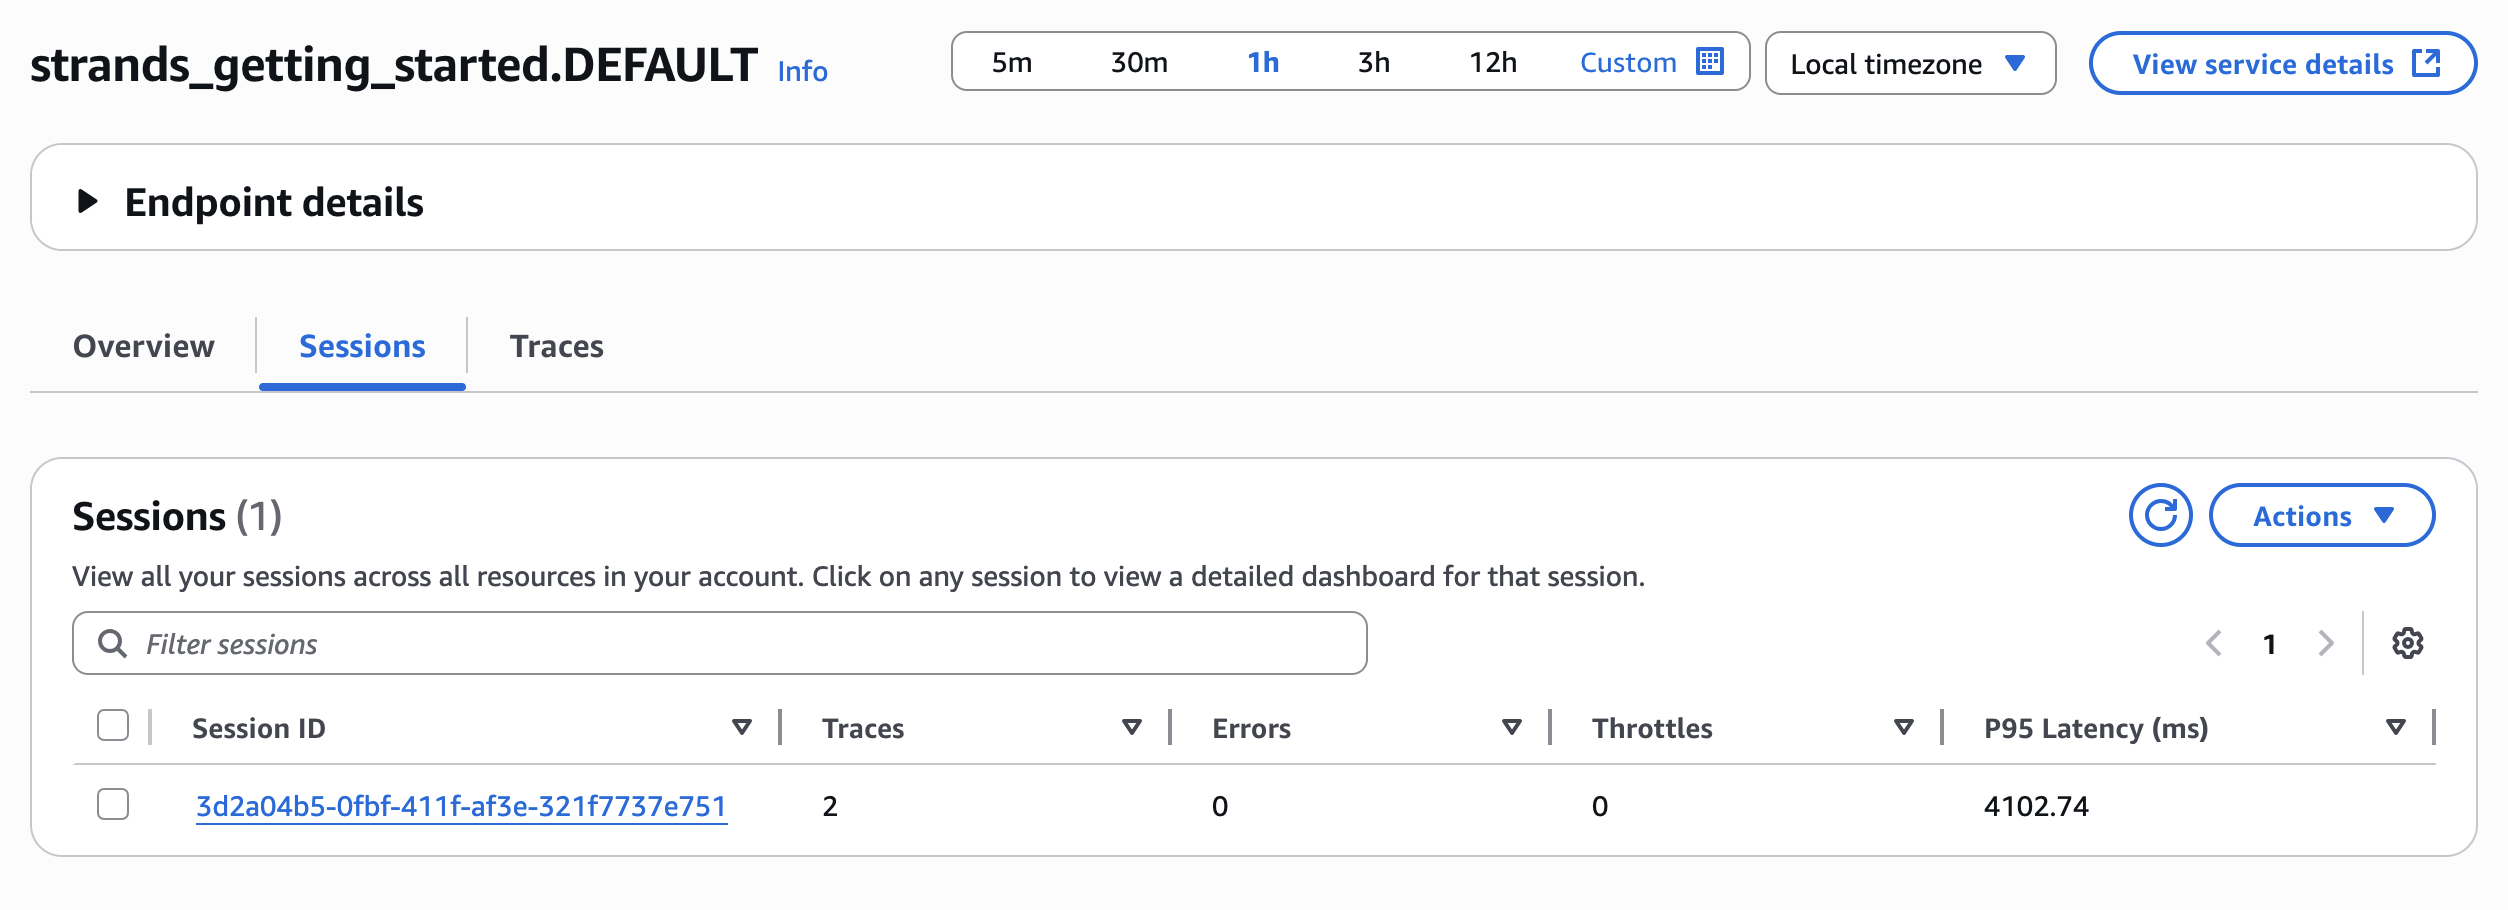 strands_getting_started.DEFAULT Info 5m 30m 1h 3h 12h Custom Local timezone View service details
Endpoint details
Overview Sessions Traces
Sessions (1) Actions
View all your sessions across all resources in your account. Click on any session to view a detailed dashboard for that session.
Filter sessions 1
Session ID Traces Errors Throttles P95 Latency (ms)
3d2a04b5-0fbf-411f-af3e-321f7737e751 2 0 0 4102.74